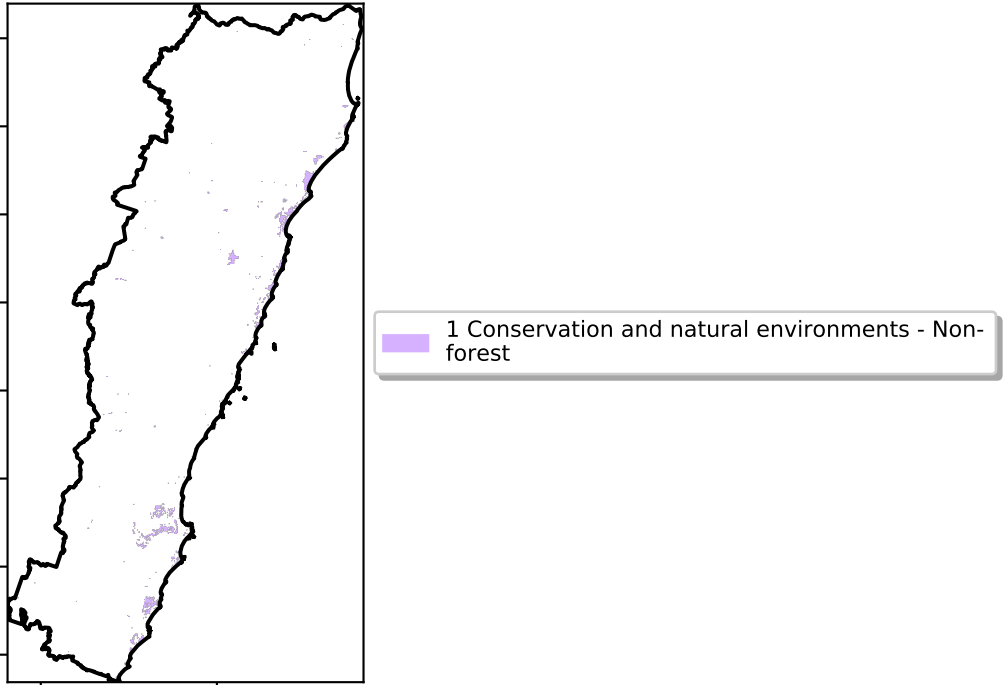 1 Conservation and natural environments - Non-
forest